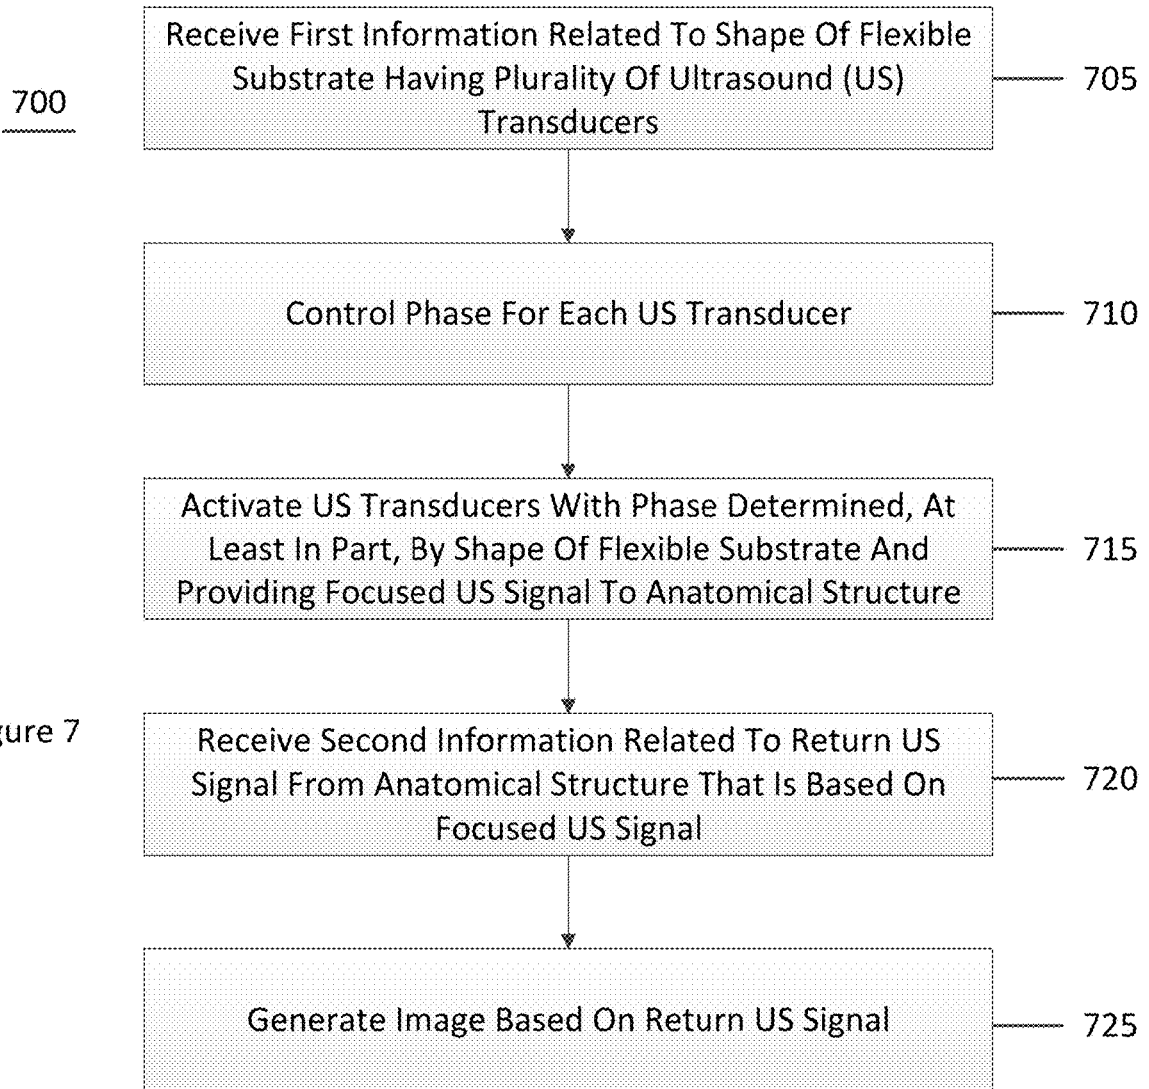 Receive First Information Related To Shape Of Flexible
Substrate Having Plurality Of Ultrasound (US)
Transducers
705
700
Control Phase For Each US Transducer
710
Activate US Transducers With Phase Determined, At
Least In Part, By Shape Of Flexible Substrate And
Providing Focused US Signal To Anatomical Structure
715
gure 7
Receive Second Information Related To Return US
Signal From Anatomical Structure That Is Based On
Focused US Signal
720
Generate Image Based On Return US Signal
725